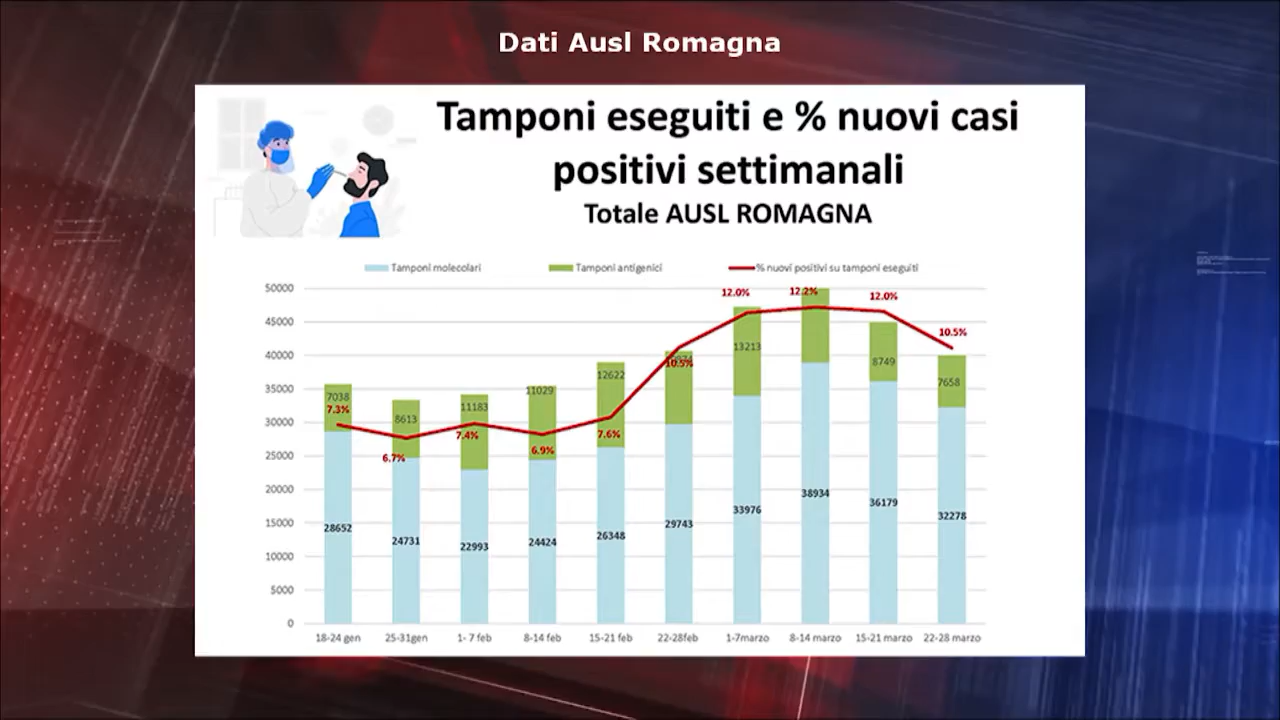 Dati Ausl Romagna
Tamponi eseguiti e % nuovi casi
positivi settimanali
Totale AUSL ROMAGNA
Tamponi molecolari
Tamponi antigenici
% nuovi positivi su tamponi eseguiti
50000
45000
40000
35000
30000
25000
20000
15000
10000
5000
0
12.0%
12.2%
12.0%
10.5%
13213
10.5%
8749
12622
7658
7038
11029
7.3%
11183
8613
7.4%
7.6%
6.9%
6.7%
38934
36179
33976
32278
29743
28652
26348
24731
24424
22993
18-24 gen
25-31gen
1- 7 feb
8-14 feb
15-21 feb
22-28feb
1-7marzo
8-14 marzo
15-21 marzo
22-28 marzo